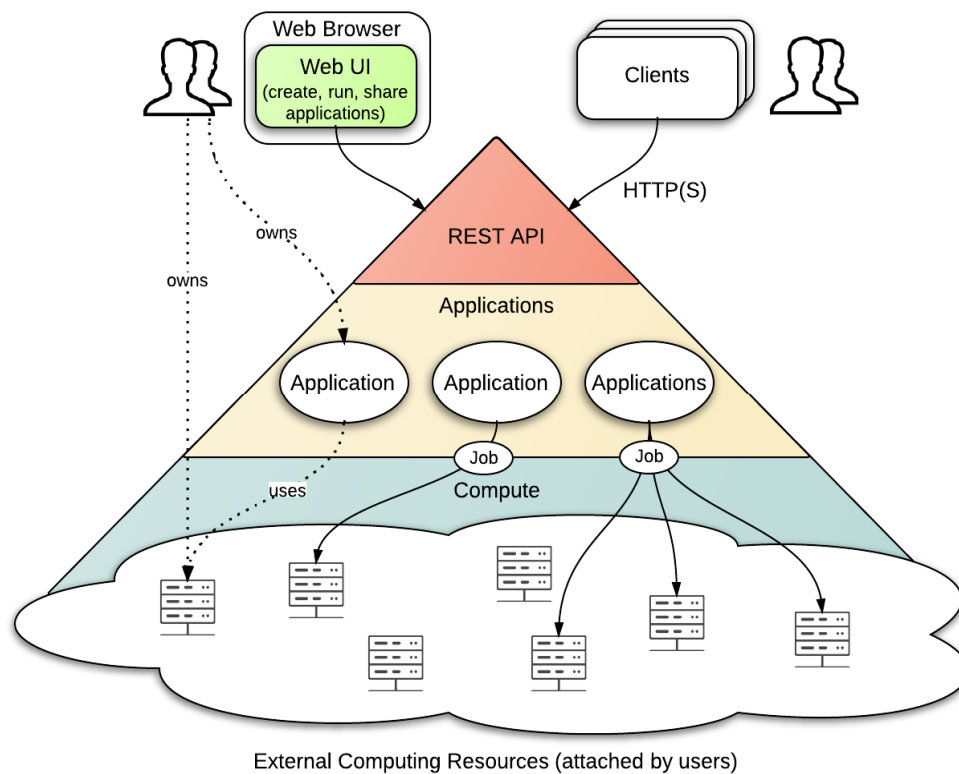 Web Browser
Web UI
(create, run, share
applications)
Clients
HTTP(S)
REST API
owns
owns
Applications
Application
Application
Applications
Job
Job
uses
Compute
External Computing Resources (attached by users)